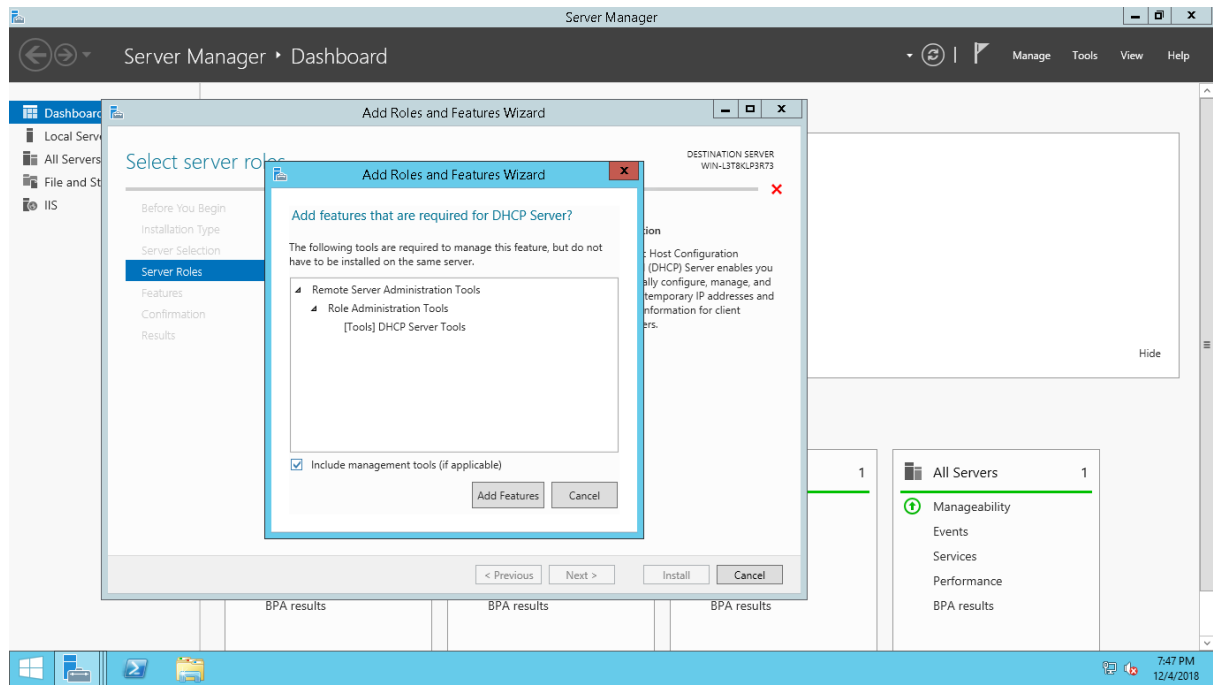 Server Manager
Server Manager ‣ Dashboard
Manage Tools View Help
Dashboard
Local Serve
All Servers
File and St
IIS
Add Roles and Features Wizard
Select server roles
DESTINATION SERVER
WIN-L3T8KLP3R73
Before You Begin
Installation Type
Server Selection
Server Roles
Features
Confirmation
Results
Add Roles and Features Wizard
Add features that are required for DHCP Server?
The following tools are required to manage this feature, but do not
have to be installed on the same server.
Remote Server Administration Tools
Role Administration Tools
[Tools] DHCP Server Tools
Include management tools (if applicable)
Add Features Cancel
Host Configuration
(DHCP) Server enables you
ally configure, manage, and
temporary IP addresses and
nformation for client
ers.
< Previous Next > Install Cancel
Hide
1
All Servers 1
Manageability
Events
Services
Performance
BPA results
BPA results
BPA results
BPA results
7:47 PM
12/4/2018